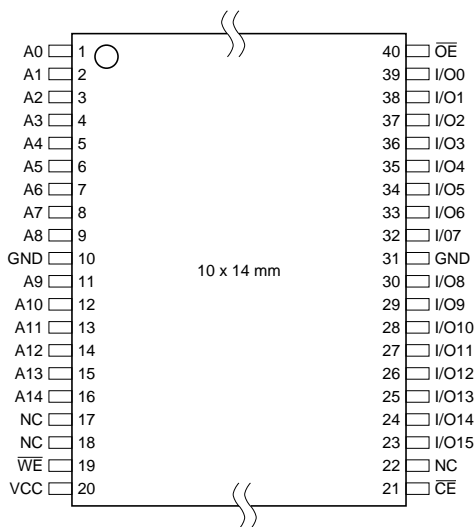 A0 1 40 OE
A1 2 39 I/O0
A2 3 38 I/O1
A3 4 37 I/O2
A4 5 36 I/O3
A5 6 35 I/O4
A6 7 34 I/O5
A7 8 33 I/O6
A8 9 32 I/07
GND 10 31 GND
A9 11 10 x 14 mm 30 I/O8
A10 12 29 I/O9
A11 13 28 I/O10
A12 14 27 I/O11
A13 15 26 I/O12
A14 16 25 I/O13
NC 17 24 I/O14
NC 18 23 I/O15
WE 19 22 NC
VCC 20 21 CE